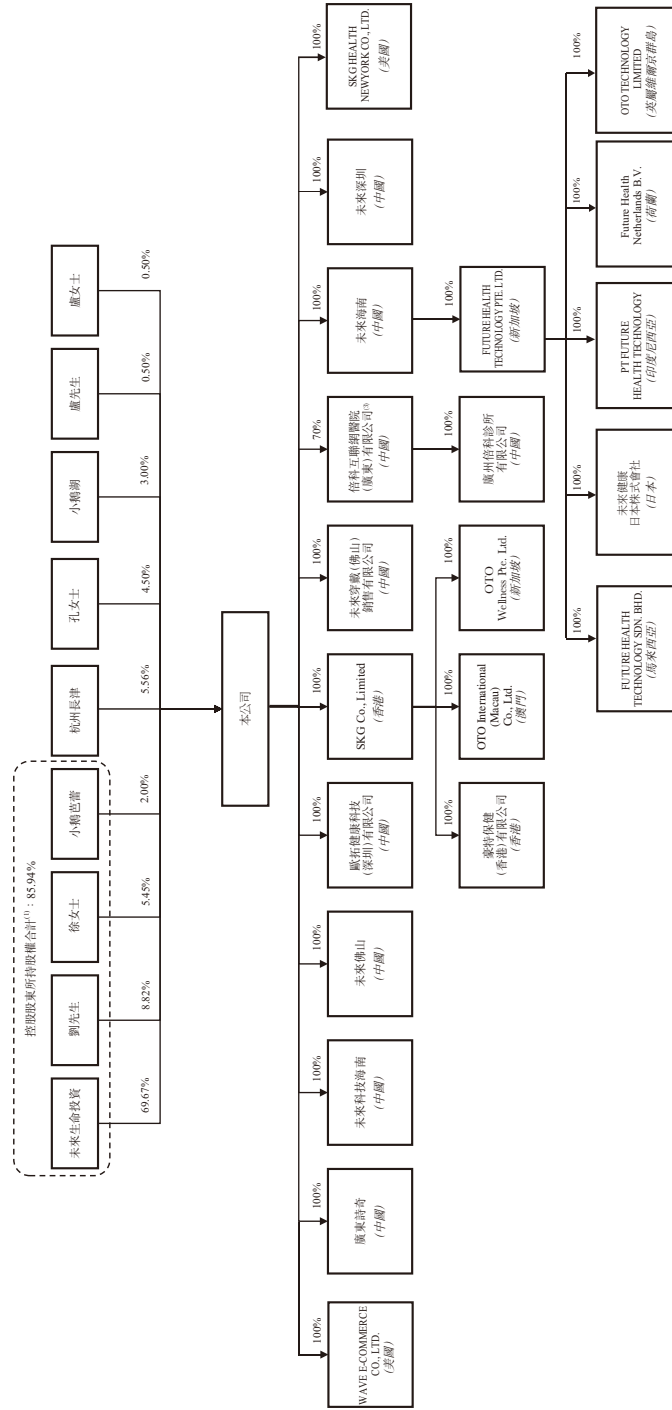 控股股東所持股權合計⁽¹⁾：85.94%
未來生命投資
劉先生
徐女士
小鵝芭蕾
杭州長津
孔女士
小鵝湖
盧先生
盧女士
69.67%
8.82%
5.45%
2.00%
5.56%
4.50%
3.00%
0.50%
0.50%
本公司
100%
100%
100%
100%
100%
100%
100%
70%
100%
100%
100%
WAVE E-COMMERCE
CO., LTD.
(美國)
廣東詩奇
(中國)
未來科技海南
(中國)
未來佛山
(中國)
歐拓健康科技
(深圳)有限公司
(中國)
SKG Co., Limited
(香港)
未來穿戴(佛山)
銷售有限公司
(中國)
倍科互聯網醫院
(廣東)有限公司⁽³⁾
(中國)
未來海南
(中國)
未來深圳
(中國)
SKG HEALTH
NEWYORK CO., LTD.
(美國)
100%
100%
100%
100%
100%
豪特保健
(香港)有限公司
(香港)
OTO International
(Macau)
Co., Ltd.
(澳門)
OTO
Wellness Pte. Ltd.
(新加坡)
廣州倍科診所
有限公司
(中國)
FUTURE HEALTH
TECHNOLOGY PTE. LTD.
(新加坡)
100%
100%
100%
100%
100%
FUTURE HEALTH
TECHNOLOGY SDN. BHD.
(馬來西亞)
未來健康
日本株式會社
(日本)
PT FUTURE
HEALTH TECHNOLOGY
(印度尼西亞)
Future Health
Netherlands B.V.
(荷蘭)
OTO TECHNOLOGY
LIMITED
(英屬維爾京群島)